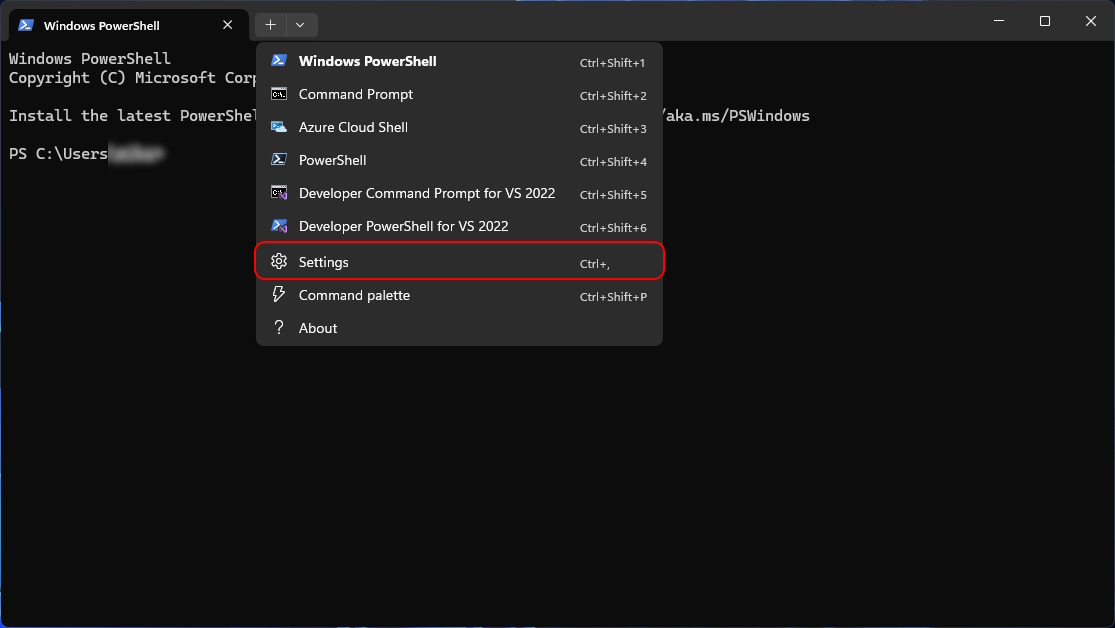 Windows PowerShell
Windows PowerShell
Copyright (C) Microsoft Corp
Install the latest PowerShel /aka.ms/PSWindows
PS C:\Users
Windows PowerShell Ctrl+Shift+1
Command Prompt Ctrl+Shift+2
Azure Cloud Shell Ctrl+Shift+3
PowerShell Ctrl+Shift+4
Developer Command Prompt for VS 2022 Ctrl+Shift+5
Developer PowerShell for VS 2022 Ctrl+Shift+6
Settings Ctrl+,
Command palette Ctrl+Shift+P
? About